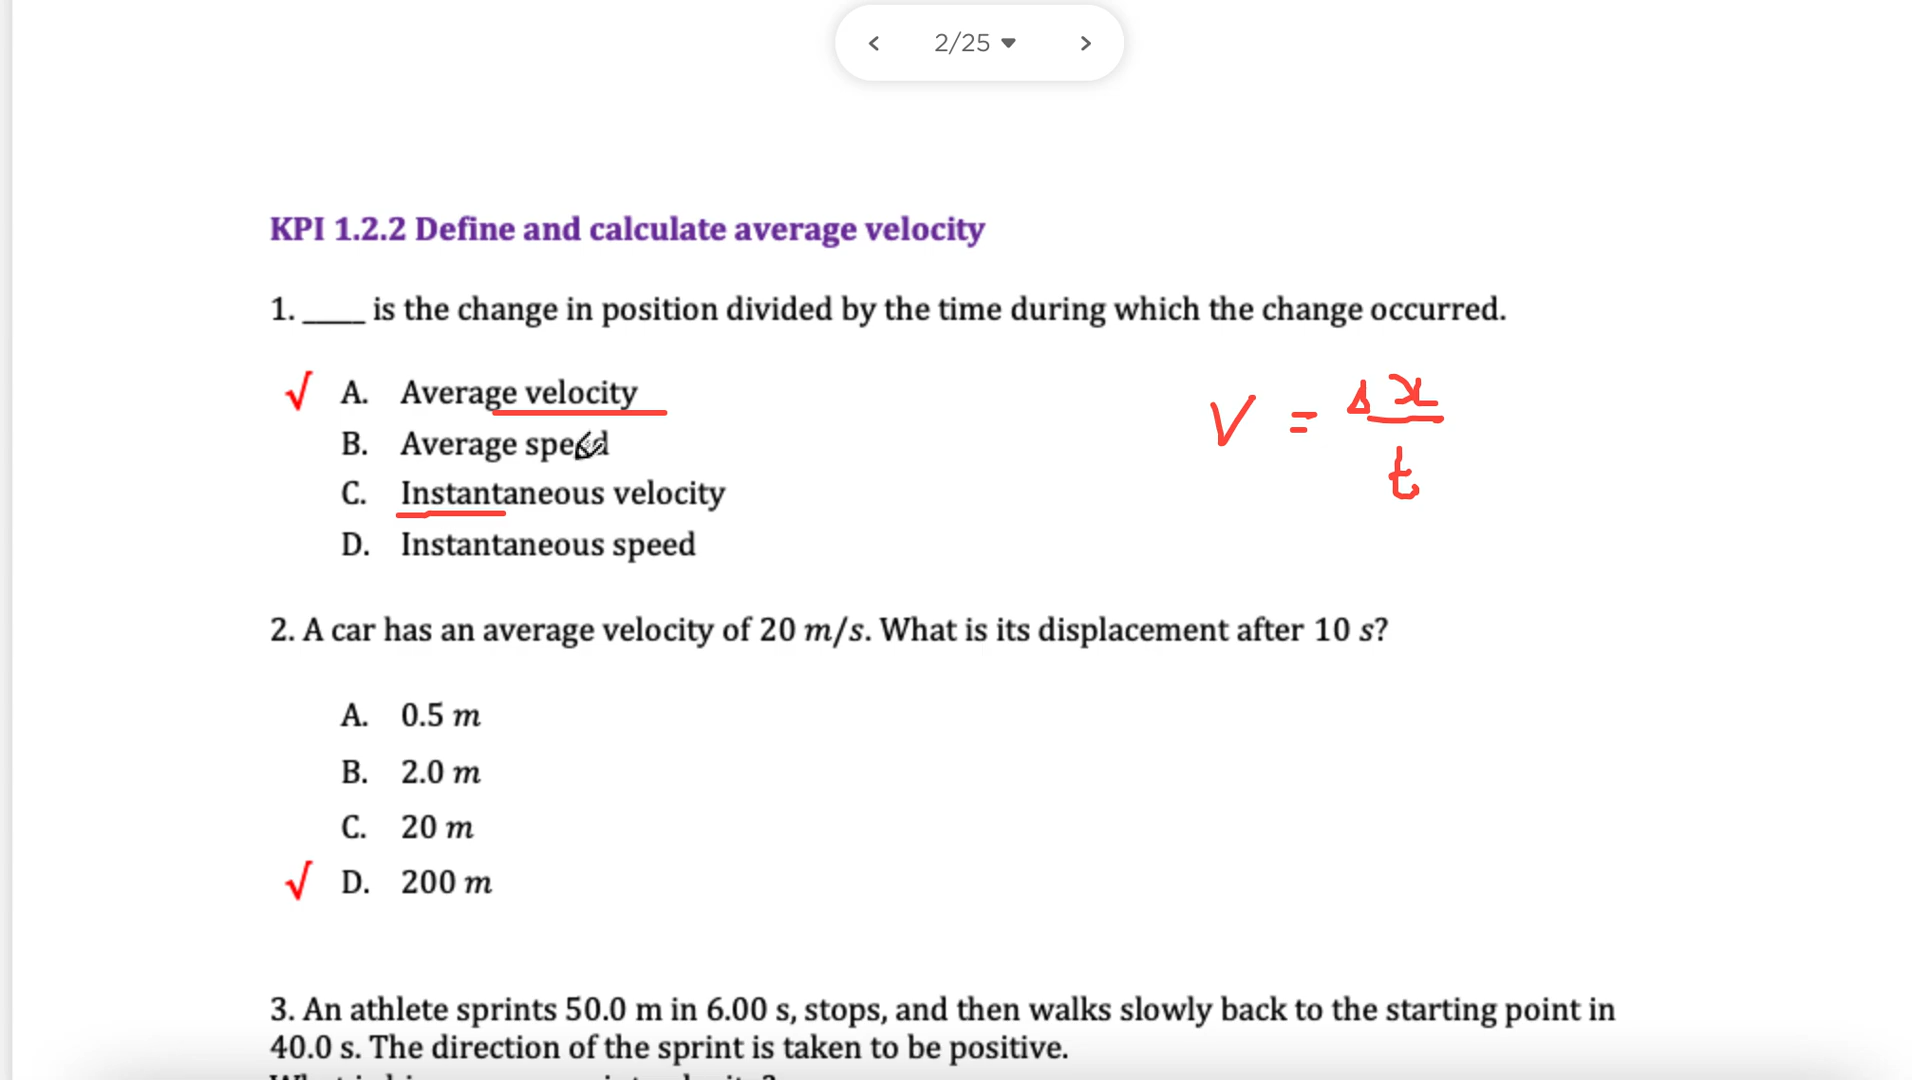 2/25
KPI 1.2.2 Define and calculate average velocity
1. ____ is the change in position divided by the time during which the change occurred.
√ A. Average velocity
B. Average speed
C. Instantaneous velocity
D. Instantaneous speed
V = Δx
t
2. A car has an average velocity of 20 m/s. What is its displacement after 10 s?
A. 0.5 m
B. 2.0 m
C. 20 m
√ D. 200 m
3. An athlete sprints 50.0 m in 6.00 s, stops, and then walks slowly back to the starting point in
40.0 s. The direction of the sprint is taken to be positive.